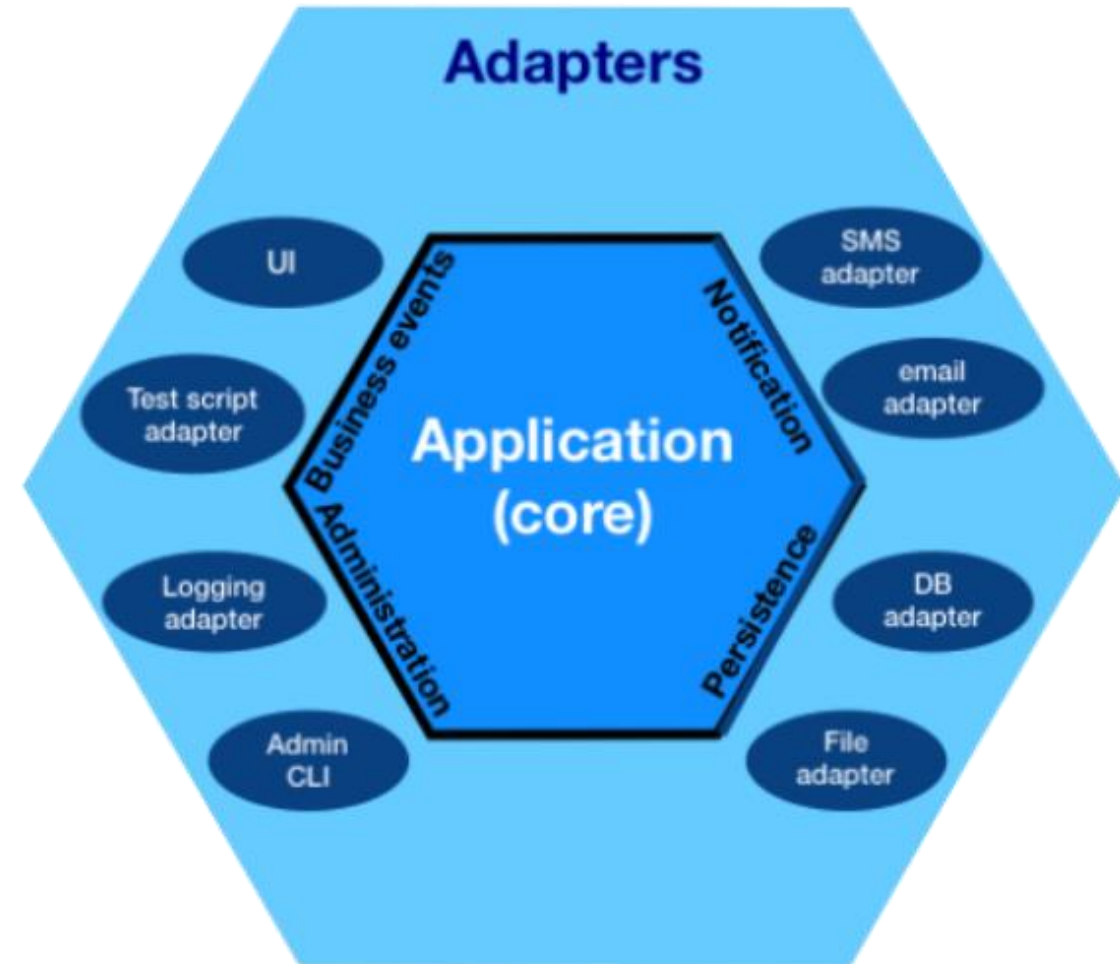 Adapters
UI
SMS
adapter
Business events
Notification
Test script
adapter
email
adapter
Application
(core)
Administration
Persistence
Logging
adapter
DB
adapter
Admin
CLI
File
adapter